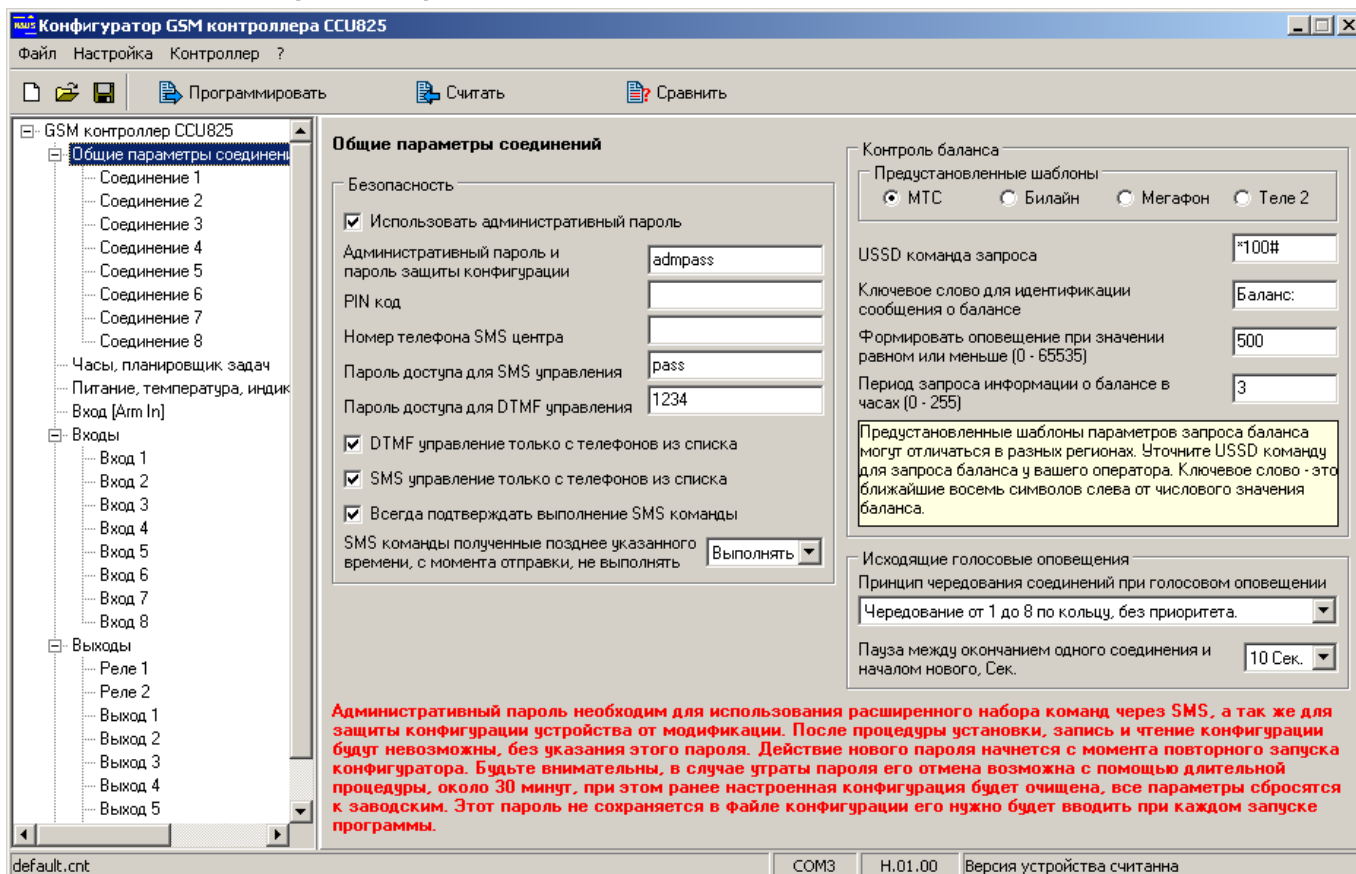 Конфигуратор GSM контроллера CCU825
Файл Настройка Контроллер ?
Программировать Считать Сравнить
GSM контроллер CCU825
Общие параметры соединен
Соединение 1
Соединение 2
Соединение 3
Соединение 4
Соединение 5
Соединение 6
Соединение 7
Соединение 8
Часы, планировщик задач
Питание, температура, индик
Вход [Arm In]
Входы
Вход 1
Вход 2
Вход 3
Вход 4
Вход 5
Вход 6
Вход 7
Вход 8
Выходы
Реле 1
Реле 2
Выход 1
Выход 2
Выход 3
Выход 4
Выход 5
Общие параметры соединений
Безопасность
Использовать административный пароль
Административный пароль и
пароль защиты конфигурации
admpass
PIN код
Номер телефона SMS центра
Пароль доступа для SMS управления
pass
Пароль доступа для DTMF управления
1234
DTMF управление только с телефонов из списка
SMS управление только с телефонов из списка
Всегда подтверждать выполнение SMS команды
SMS команды полученные позднее указанного
времени, с момента отправки, не выполнять
Выполнять
Контроль баланса
Предустановленные шаблоны
МТС Билайн Мегафон Теле 2
USSD команда запроса
*100#
Ключевое слово для идентификации
сообщения о балансе
Баланс:
Формировать оповещение при значении
равном или меньше (0 - 65535)
500
Период запроса информации о балансе в
часах (0 - 255)
3
Предустановленные шаблоны параметров запроса баланса
могут отличаться в разных регионах. Уточните USSD команду
для запроса баланса у вашего оператора. Ключевое слово - это
ближайшие восемь символов слева от числового значения
баланса.
Исходящие голосовые оповещения
Принцип чередования соединений при голосовом оповещении
Чередование от 1 до 8 по кольцу, без приоритета.
Пауза между окончанием одного соединения и
началом нового, Сек.
10 Сек.
Административный пароль необходим для использования расширенного набора команд через SMS, а так же для
защиты конфигурации устройства от модификации. После процедуры установки, запись и чтение конфигурации
будут невозможны, без указания этого пароля. Действие нового пароля начнется с момента повторного запуска
конфигуратора. Будьте внимательны, в случае утраты пароля его отмена возможна с помощью длительной
процедуры, около 30 минут, при этом ранее настроенная конфигурация будет очищена, все параметры сбросятся
к заводским. Этот пароль не сохраняется в файле конфигурации его нужно будет вводить при каждом запуске
программы.
default.cnt COM3 H.01.00 Версия устройства считанна